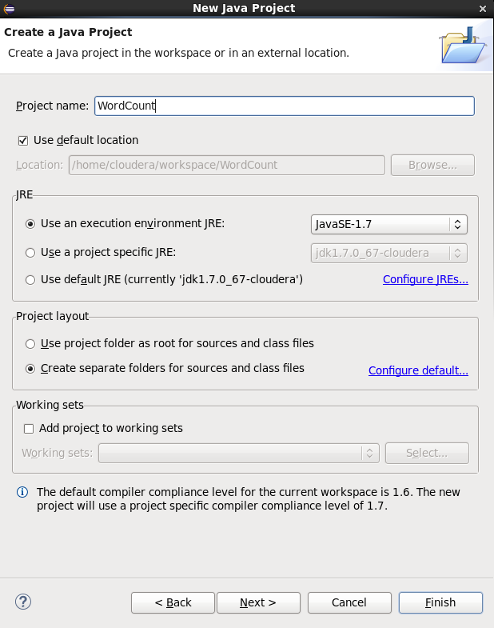 New Java Project
Create a Java Project
Create a Java project in the workspace or in an external location.
Project name: WordCount
Use default location
Location: /home/cloudera/workspace/WordCount Browse...
JRE
Use an execution environment JRE: JavaSE-1.7
Use a project specific JRE: jdk1.7.0_67-cloudera
Use default JRE (currently 'jdk1.7.0_67-cloudera') Configure JREs...
Project layout
Use project folder as root for sources and class files
Create separate folders for sources and class files Configure default...
Working sets
Add project to working sets
Working sets: Select...
The default compiler compliance level for the current workspace is 1.6. The new
project will use a project specific compiler compliance level of 1.7.
? < Back Next > Cancel Finish